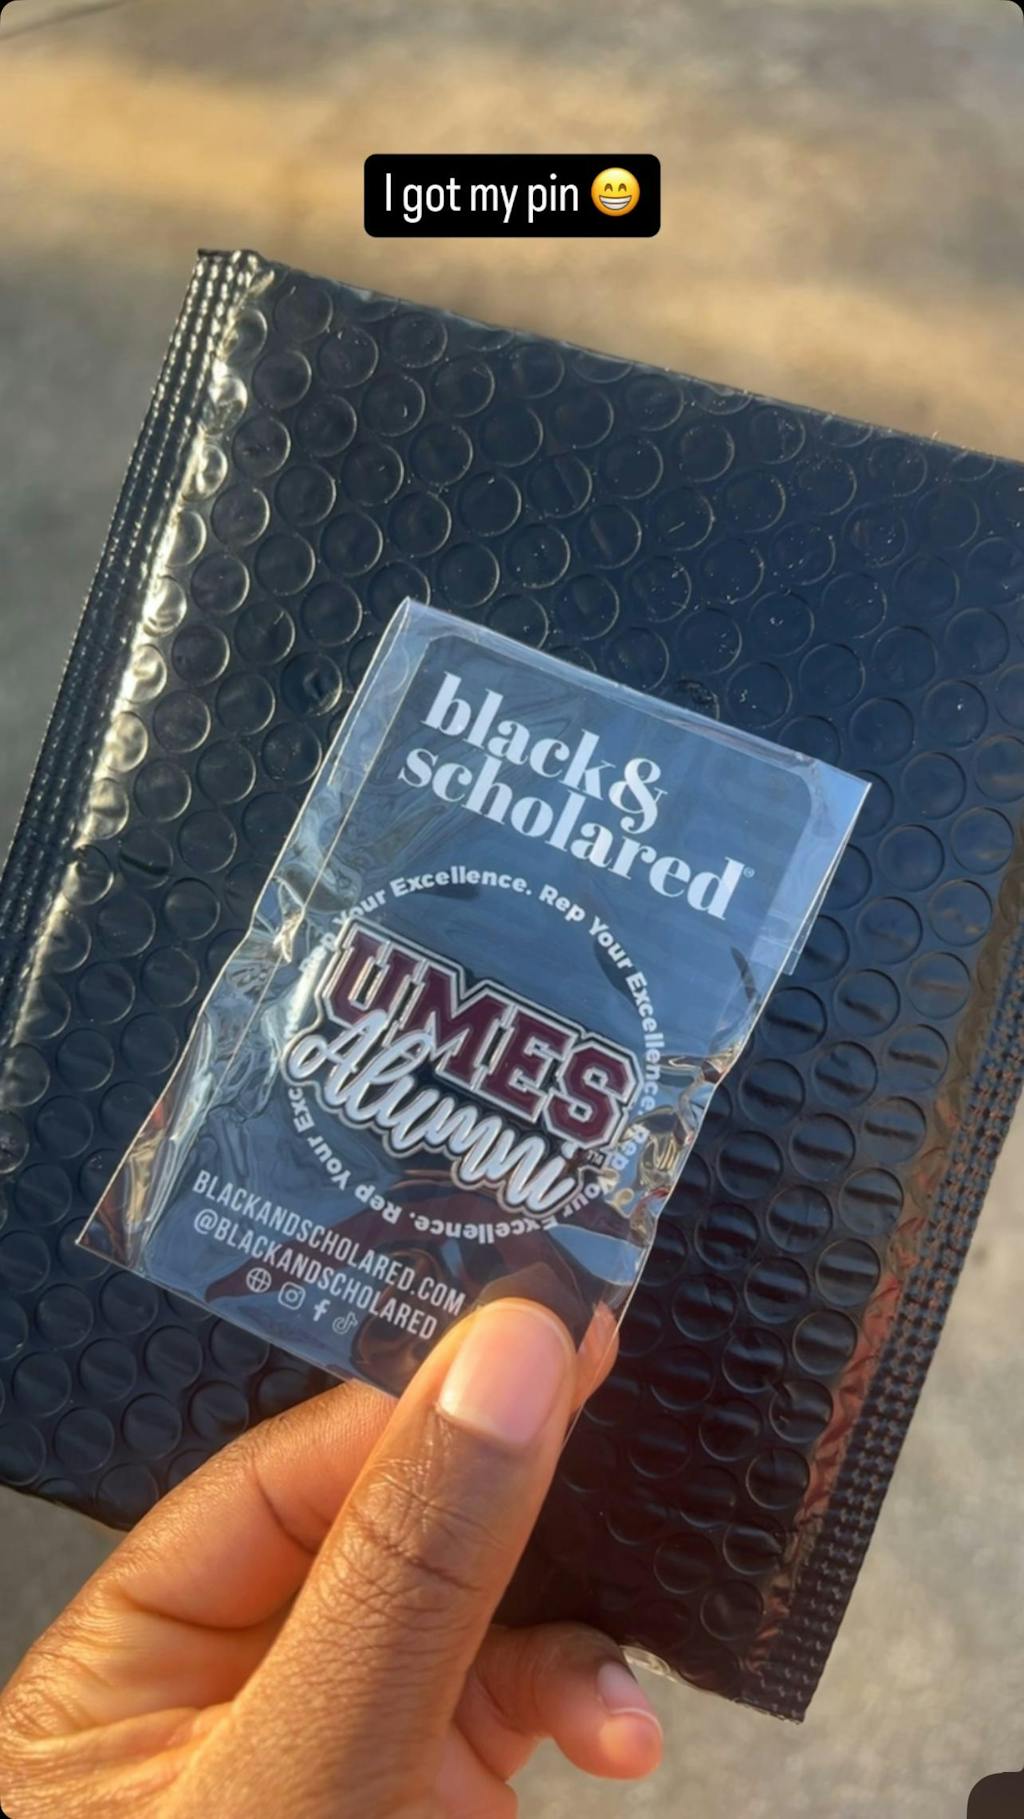 I got my pin 😁
black&
scholared®
Rep Your Excellence. Rep Your Excellence. Rep Your Excellence. Rep Your Exc
UMES
Alumni
BLACKANDSCHOLARED.COM
@BLACKANDSCHOLARED